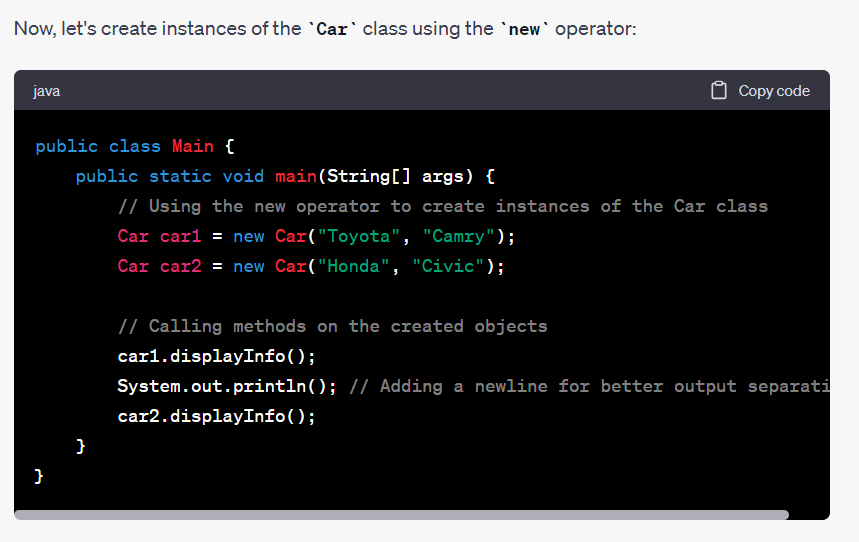 Now, let's create instances of the `Car` class using the `new` operator:
java
Copy code
public class Main {
    public static void main(String[] args) {
        // Using the new operator to create instances of the Car class
        Car car1 = new Car("Toyota", "Camry");
        Car car2 = new Car("Honda", "Civic");

        // Calling methods on the created objects
        car1.displayInfo();
        System.out.println(); // Adding a newline for better output separati
        car2.displayInfo();
    }
}